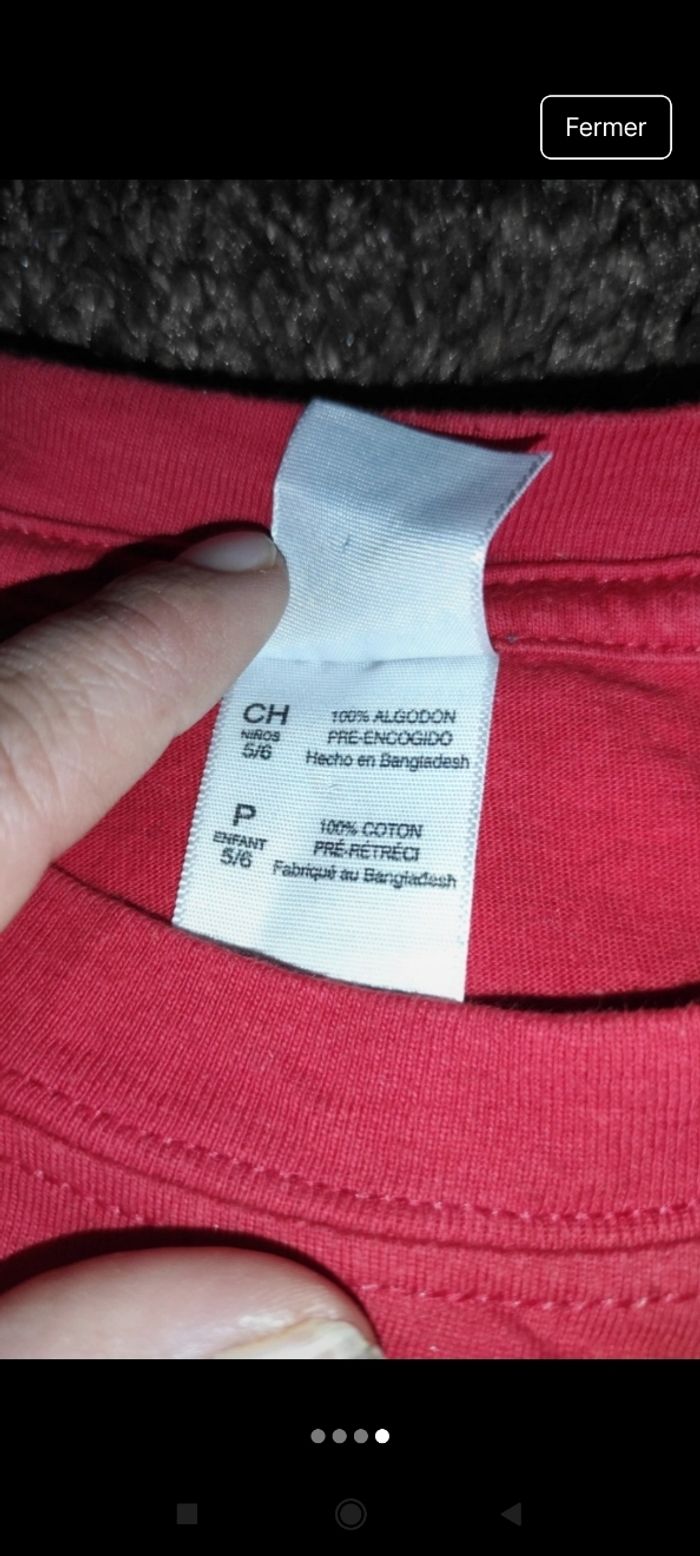 Fermer
CH
NIÑOS
5/6
100% ALGODON
PRE-ENCOGIDO
Hecho en Bangladesh
P
ENFANT
5/6
100% COTON
PRÉ-RÉTRÉCI
Fabriqué au Bangladesh